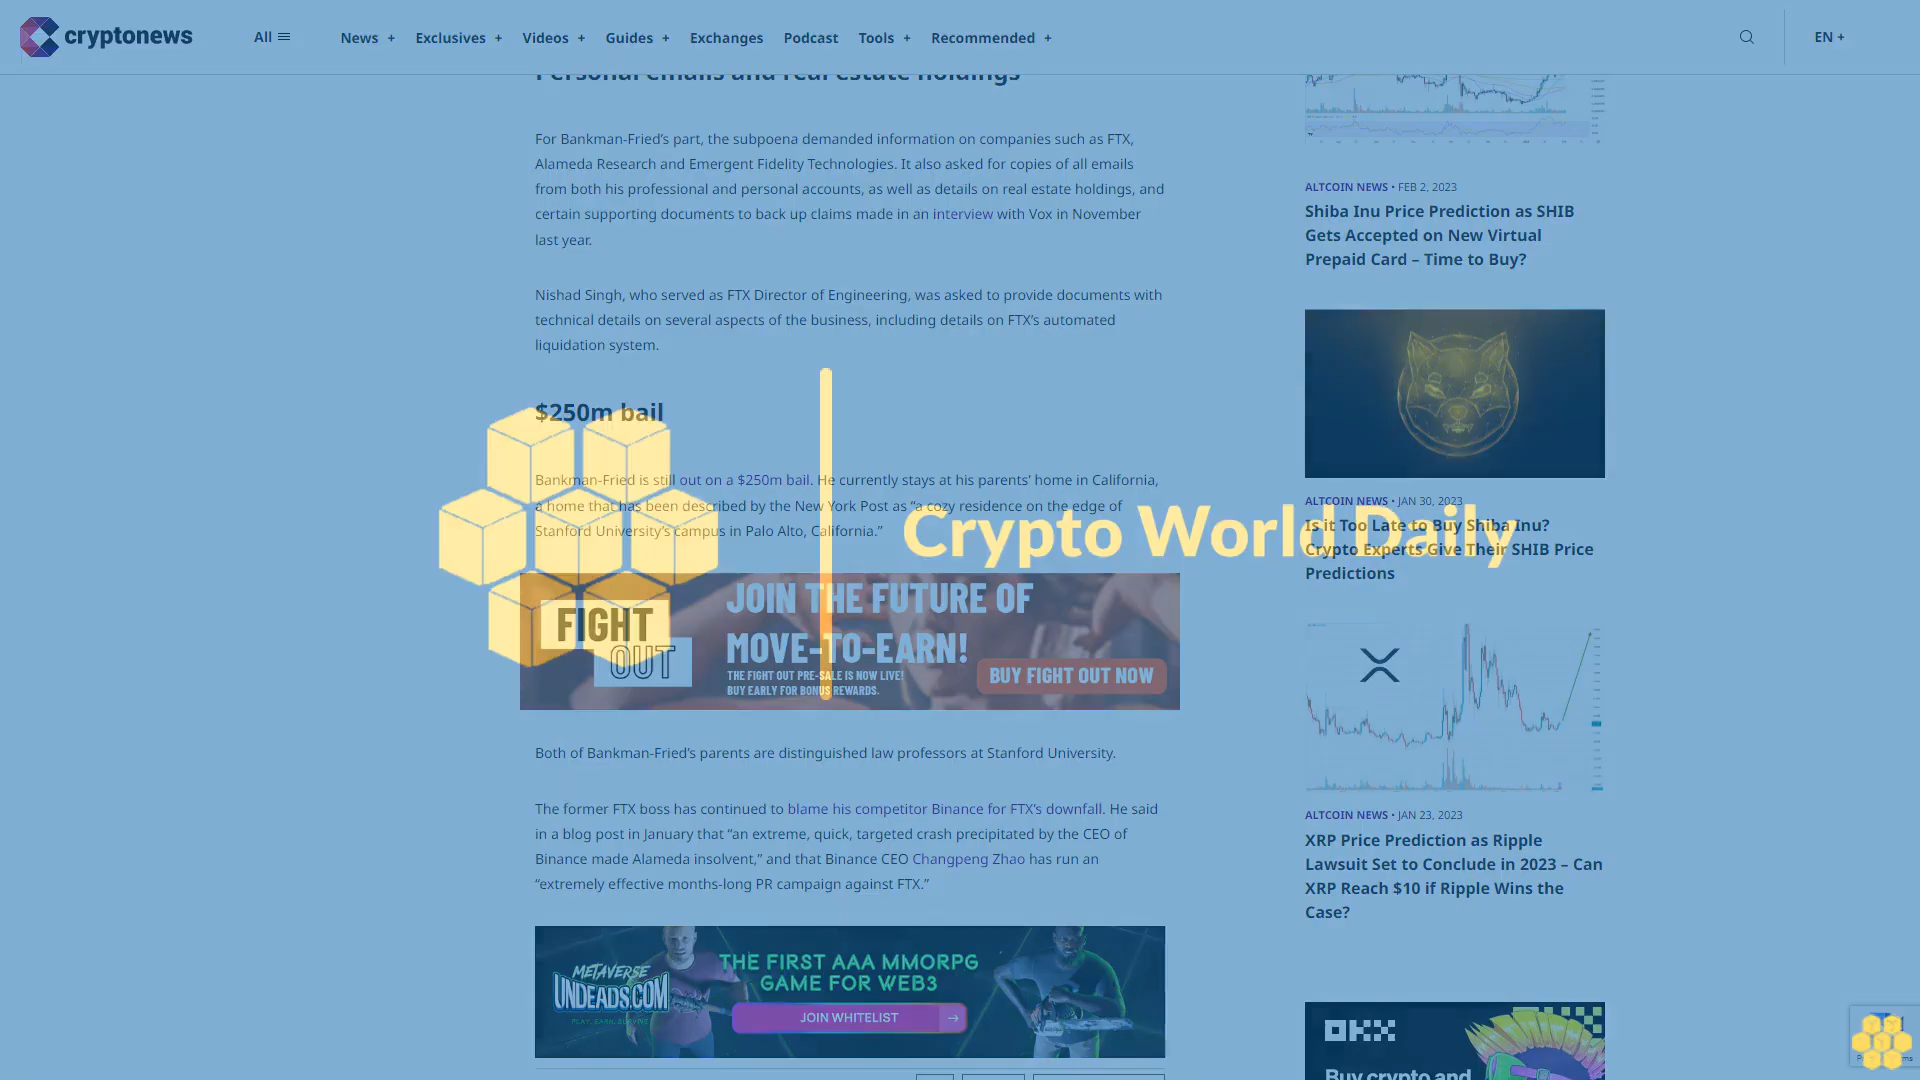 cryptonews
All
News +
Exclusives +
Videos +
Guides +
Exchanges
Podcast
Tools +
Recommended +
EN +
Personal emails and real estate holdings
For Bankman-Fried’s part, the subpoena demanded information on companies such as FTX,
Alameda Research and Emergent Fidelity Technologies. It also asked for copies of all emails
from both his professional and personal accounts, as well as details on real estate holdings, and
certain supporting documents to back up claims made in an interview with Vox in November
last year.
Nishad Singh, who served as FTX Director of Engineering, was asked to provide documents with
technical details on several aspects of the business, including details on FTX’s automated
liquidation system.
$250m bail
Bankman-Fried is still out on a $250m bail. He currently stays at his parents’ home in California,
a home that has been described by the New York Post as “a cozy residence on the edge of
Stanford University’s campus in Palo Alto, California.”
Crypto World Daily
FIGHT
OUT
JOIN THE FUTURE OF
MOVE-TO-EARN!
THE FIGHT OUT PRE-SALE IS NOW LIVE!
BUY EARLY FOR BONUS REWARDS.
BUY FIGHT OUT NOW
Both of Bankman-Fried’s parents are distinguished law professors at Stanford University.
The former FTX boss has continued to blame his competitor Binance for FTX’s downfall. He said
in a blog post in January that “an extreme, quick, targeted crash precipitated by the CEO of
Binance made Alameda insolvent,” and that Binance CEO Changpeng Zhao has run an
“extremely effective months-long PR campaign against FTX.”
METAVERSE
UNDEADS.COM
PLAY, EARN, SURVIVE
THE FIRST AAA MMORPG
GAME FOR WEB3
JOIN WHITELIST →
ALTCOIN NEWS • FEB 2, 2023
Shiba Inu Price Prediction as SHIB
Gets Accepted on New Virtual
Prepaid Card – Time to Buy?
ALTCOIN NEWS • JAN 30, 2023
Is it Too Late to Buy Shiba Inu?
Crypto Experts Give Their SHIB Price
Predictions
ALTCOIN NEWS • JAN 23, 2023
XRP Price Prediction as Ripple
Lawsuit Set to Conclude in 2023 – Can
XRP Reach $10 if Ripple Wins the
Case?
OKX
Buy crypto and